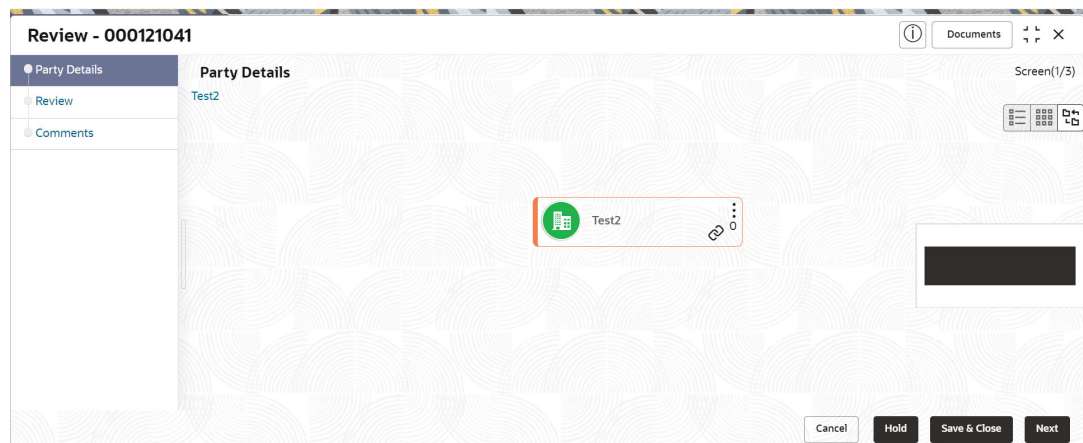 Review - 000121041
Documents
Party Details
Review
Comments
Party Details
Screen(1/3)
Test2
Test2
0
Cancel
Hold
Save & Close
Next